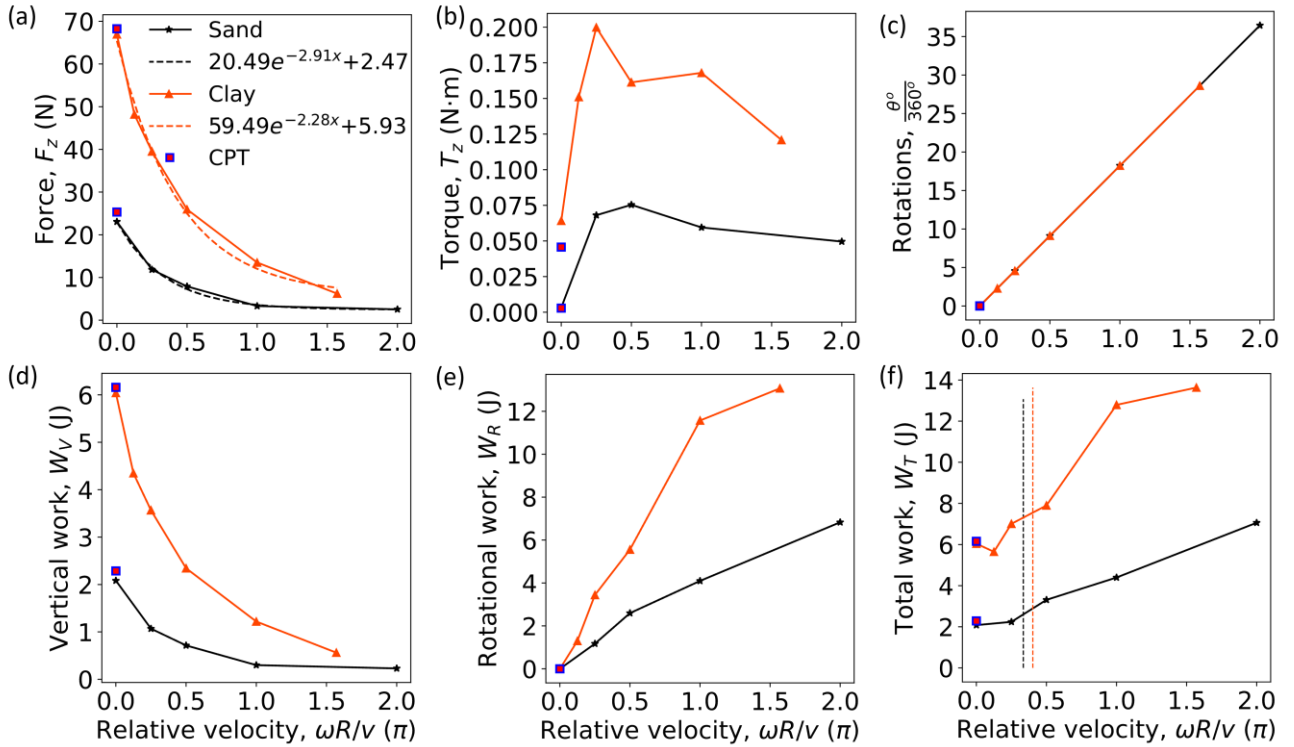 (a)
Force, F_z (N)
70
60
50
40
30
20
10
0
0.0 0.5 1.0 1.5 2.0
Sand
20.49e^{-2.91x}+2.47
Clay
59.49e^{-2.28x}+5.93
CPT
(b)
Torque, T_z (N·m)
0.200
0.175
0.150
0.125
0.100
0.075
0.050
0.025
0.000
0.0 0.5 1.0 1.5 2.0
(c)
Rotations, θ°/360°
35
30
25
20
15
10
5
0
0.0 0.5 1.0 1.5 2.0
(d)
Vertical work, W_V (J)
6
5
4
3
2
1
0
0.0 0.5 1.0 1.5 2.0
Relative velocity, ωR/v (π)
(e)
Rotational work, W_R (J)
12
10
8
6
4
2
0
0.0 0.5 1.0 1.5 2.0
Relative velocity, ωR/v (π)
(f)
Total work, W_T (J)
14
12
10
8
6
4
2
0
0.0 0.5 1.0 1.5 2.0
Relative velocity, ωR/v (π)